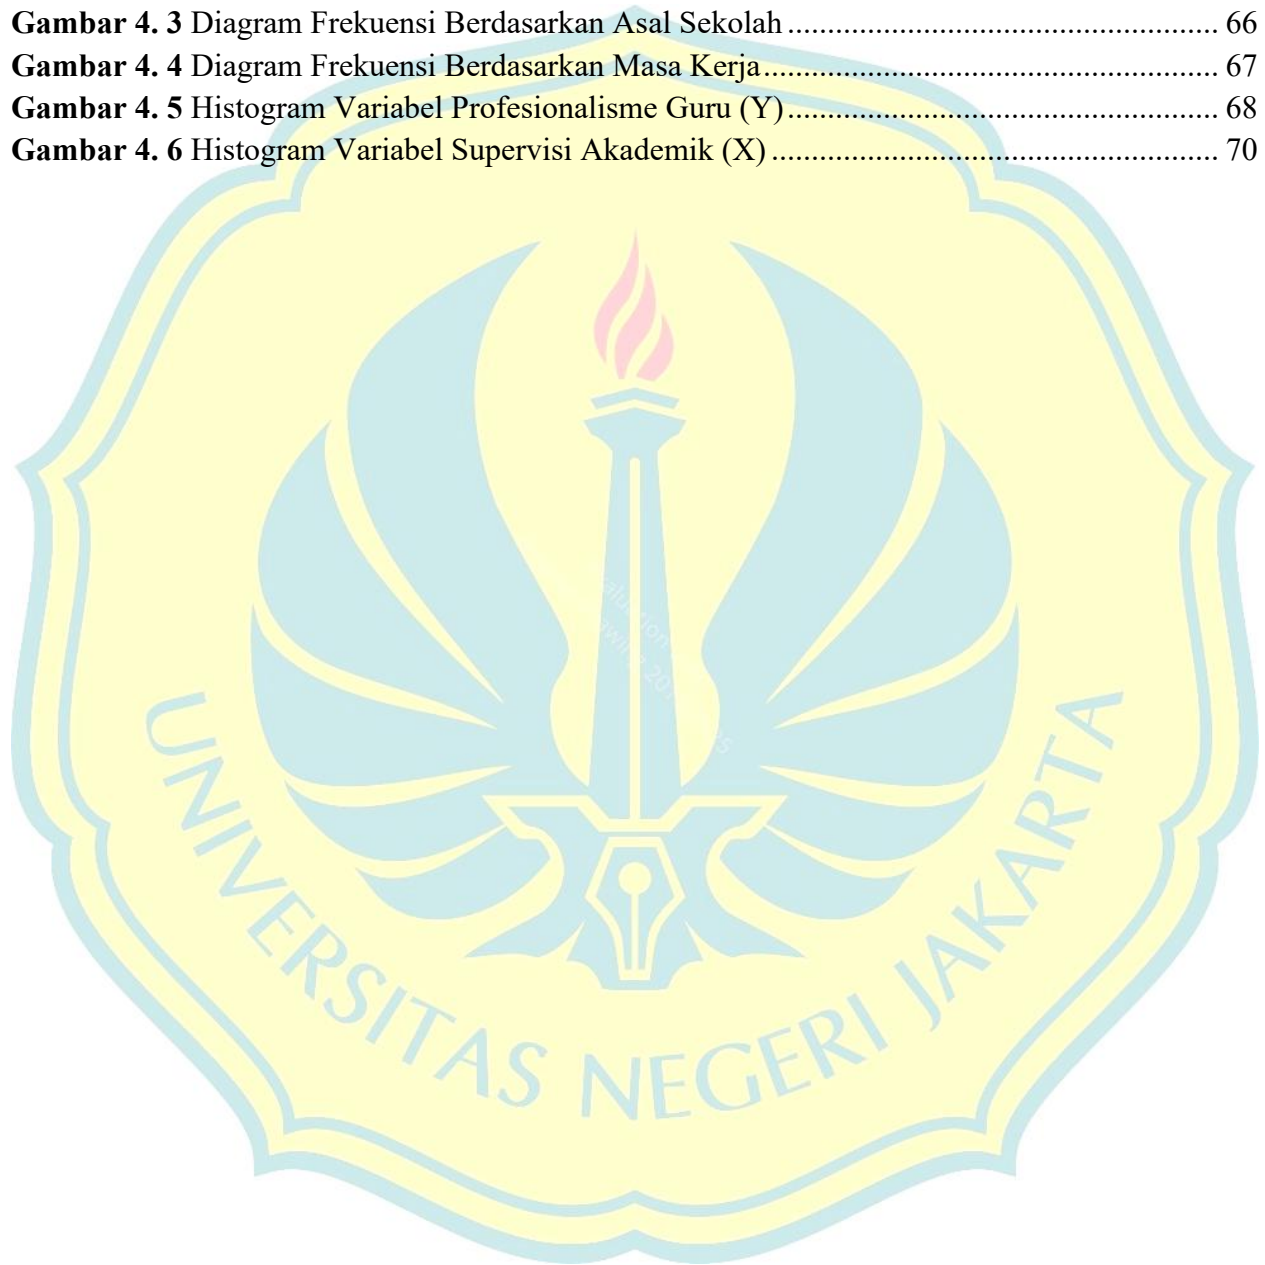 Gambar 4. 3 Diagram Frekuensi Berdasarkan Asal Sekolah ........................................................ 66
Gambar 4. 4 Diagram Frekuensi Berdasarkan Masa Kerja ........................................................... 67
Gambar 4. 5 Histogram Variabel Profesionalisme Guru (Y) ........................................................ 68
Gambar 4. 6 Histogram Variabel Supervisi Akademik (X) .......................................................... 70
UNIVERSITAS NEGERI JAKARTA